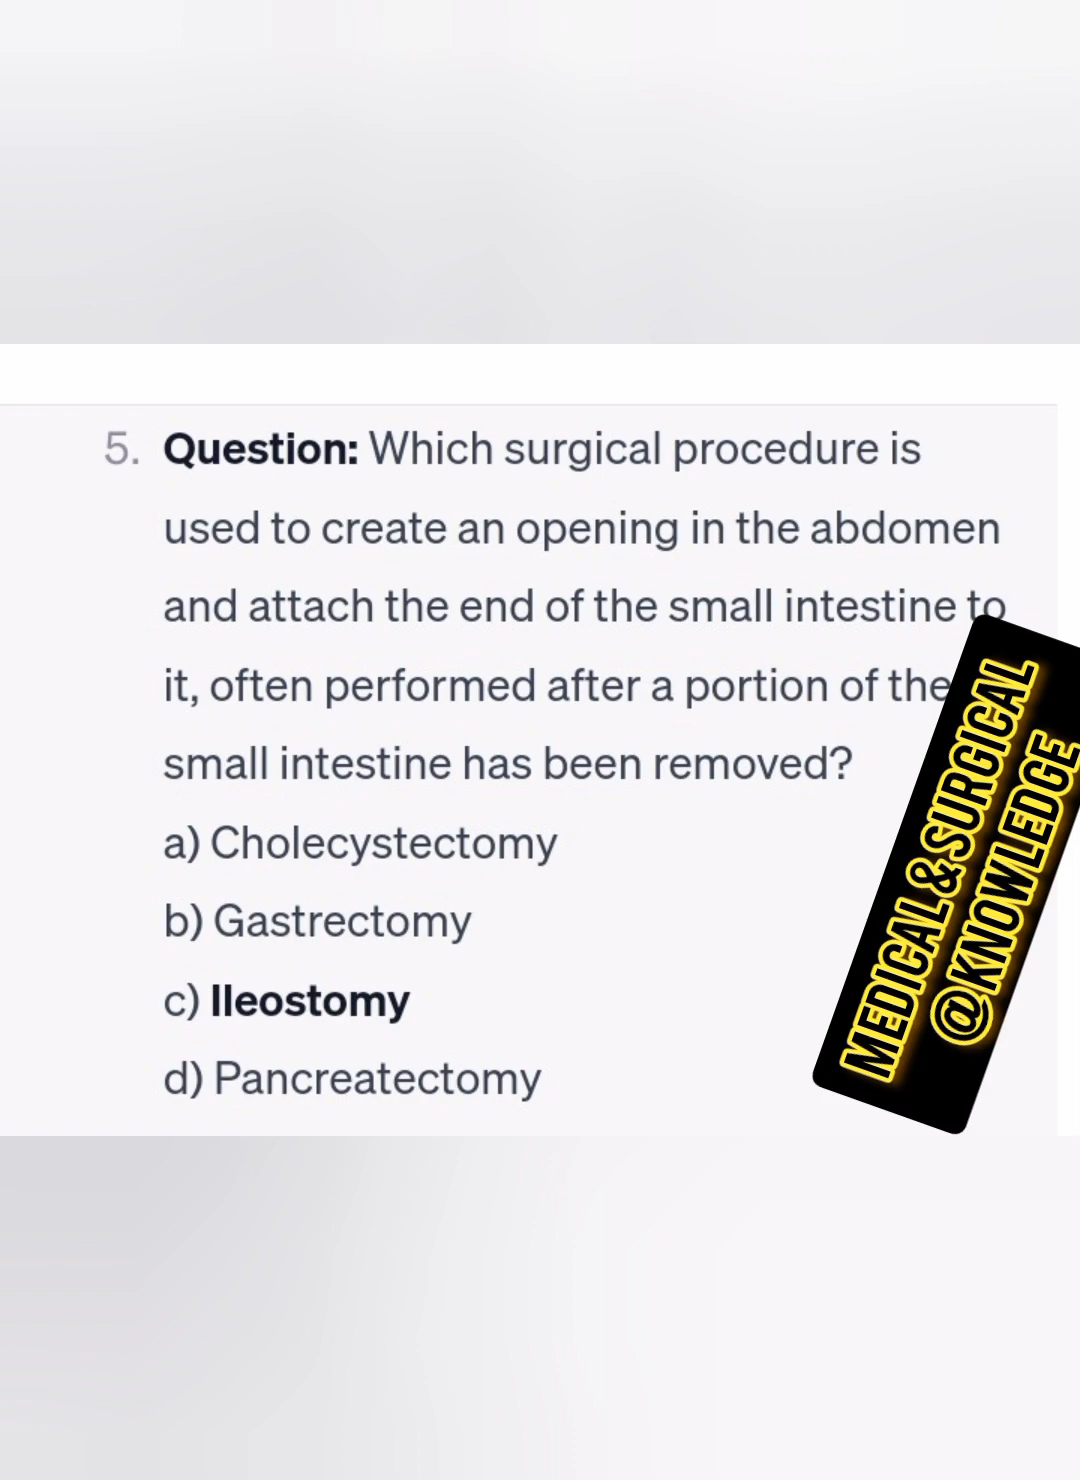 5. Question: Which surgical procedure is
used to create an opening in the abdomen
and attach the end of the small intestine to
it, often performed after a portion of the
small intestine has been removed?
a) Cholecystectomy
b) Gastrectomy
c) Ileostomy
d) Pancreatectomy
MEDICAL & SURGICAL
@KNOWLEDGE